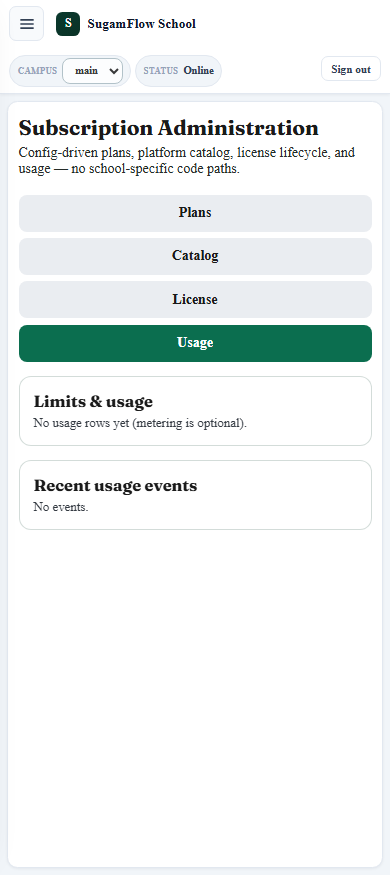 S SugamFlow School
CAMPUS main STATUS Online Sign out
Subscription Administration
Config-driven plans, platform catalog, license lifecycle, and
usage — no school-specific code paths.
Plans
Catalog
License
Usage
Limits & usage
No usage rows yet (metering is optional).
Recent usage events
No events.